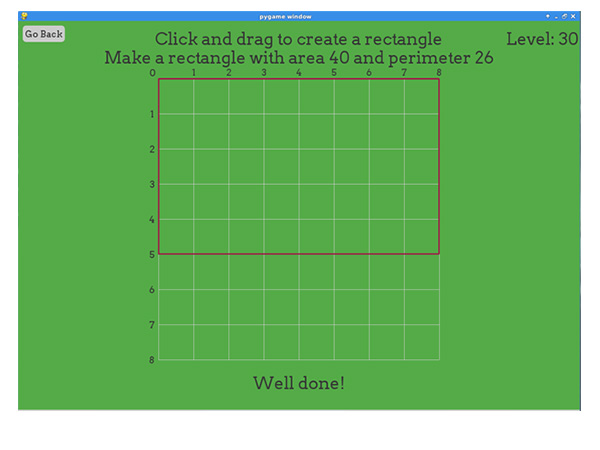 pygame window
Go Back
Click and drag to create a rectangle
Level: 30
Make a rectangle with area 40 and perimeter 26
0 1 2 3 4 5 6 7 8
1
2
3
4
5
6
7
8
Well done!